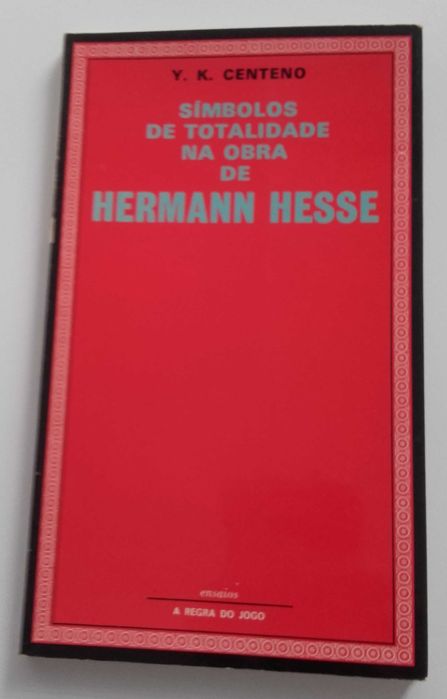 Y. K. CENTENO
SÍMBOLOS
DE TOTALIDADE
NA OBRA
DE
HERMANN HESSE
ensaios
A REGRA DO JOGO